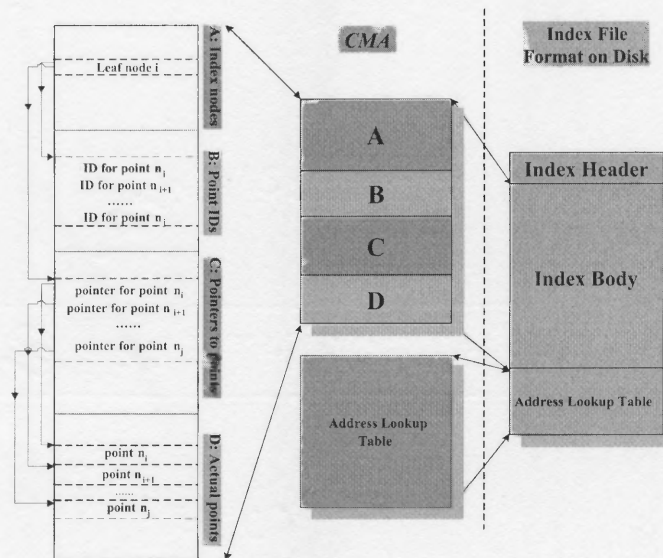 Leaf node i
A: Index nodes
ID for point n_i
ID for point n_{i+1}
......
ID for point n_i
B: Point IDs
pointer for point n_i
pointer for point n_{i+1}
......
pointer for point n_j
C: Pointers to points
point n_i
point n_{i+1}
......
point n_j
D: Actual points
CMA
A
B
C
D
Address Lookup
Table
Index File
Format on Disk
Index Header
Index Body
Address Lookup Table